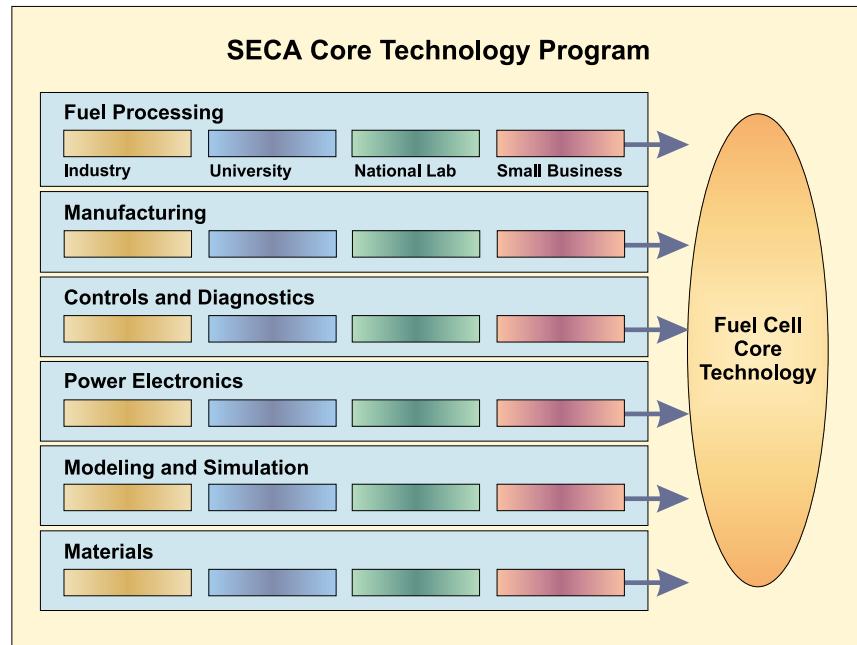 SECA Core Technology Program
Fuel Processing
Industry
University
National Lab
Small Business
Manufacturing
Controls and Diagnostics
Power Electronics
Modeling and Simulation
Materials
Fuel Cell
Core
Technology